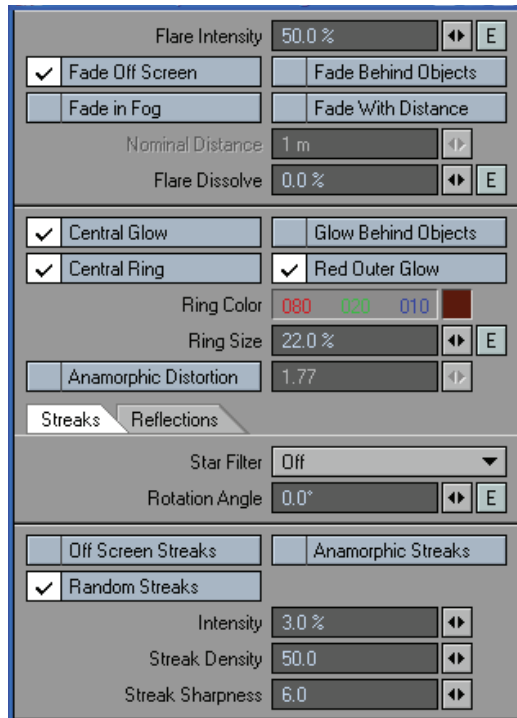 Flare Intensity 50.0 % E
Fade Off Screen Fade Behind Objects
Fade in Fog Fade With Distance
Nominal Distance 1 m
Flare Dissolve 0.0 % E
Central Glow Glow Behind Objects
Central Ring Red Outer Glow
Ring Color 080 020 010
Ring Size 22.0 % E
Anamorphic Distortion 1.77
Streaks Reflections
Star Filter Off
Rotation Angle 0.0° E
Off Screen Streaks Anamorphic Streaks
Random Streaks
Intensity 3.0 %
Streak Density 50.0
Streak Sharpness 6.0